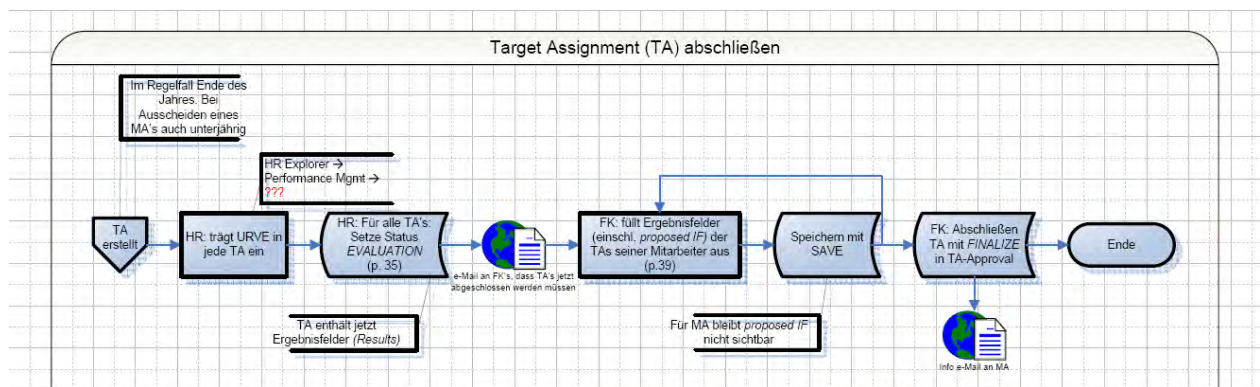 Target Assignment (TA) abschließen
Im Regelfall Ende des
Jahres. Bei
Ausscheiden eines
MA's auch unterjährig
HR Explorer →
Performance Mgmt →
???
TA
erstellt
HR: trägt URVE in
jede TA ein
HR: Für alle TA's:
Setze Status
EVALUATION
(p. 35)
e-Mail an FK's, dass TA's jetzt
abgeschlossen werden müssen
FK: füllt Ergebnisfelder
(einschl. proposed IF) der
TAs seiner Mitarbeiter aus
(p.39)
Speichern mit
SAVE
FK: Abschließen
TA mit FINALIZE
in TA-Approval
Ende
TA enthält jetzt
Ergebnisfelder (Results)
Für MA bleibt proposed IF
nicht sichtbar
Info e-Mail an MA